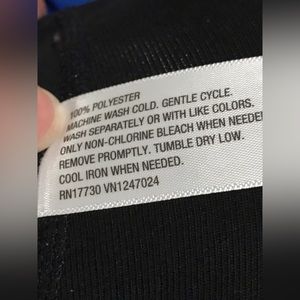 100% POLYESTER
MACHINE WASH COLD. GENTLE CYCLE.
WASH SEPARATELY OR WITH LIKE COLORS.
ONLY NON-CHLORINE BLEACH WHEN NEEDED
REMOVE PROMPTLY. TUMBLE DRY LOW.
COOL IRON WHEN NEEDED.
RN17730 VN1247024